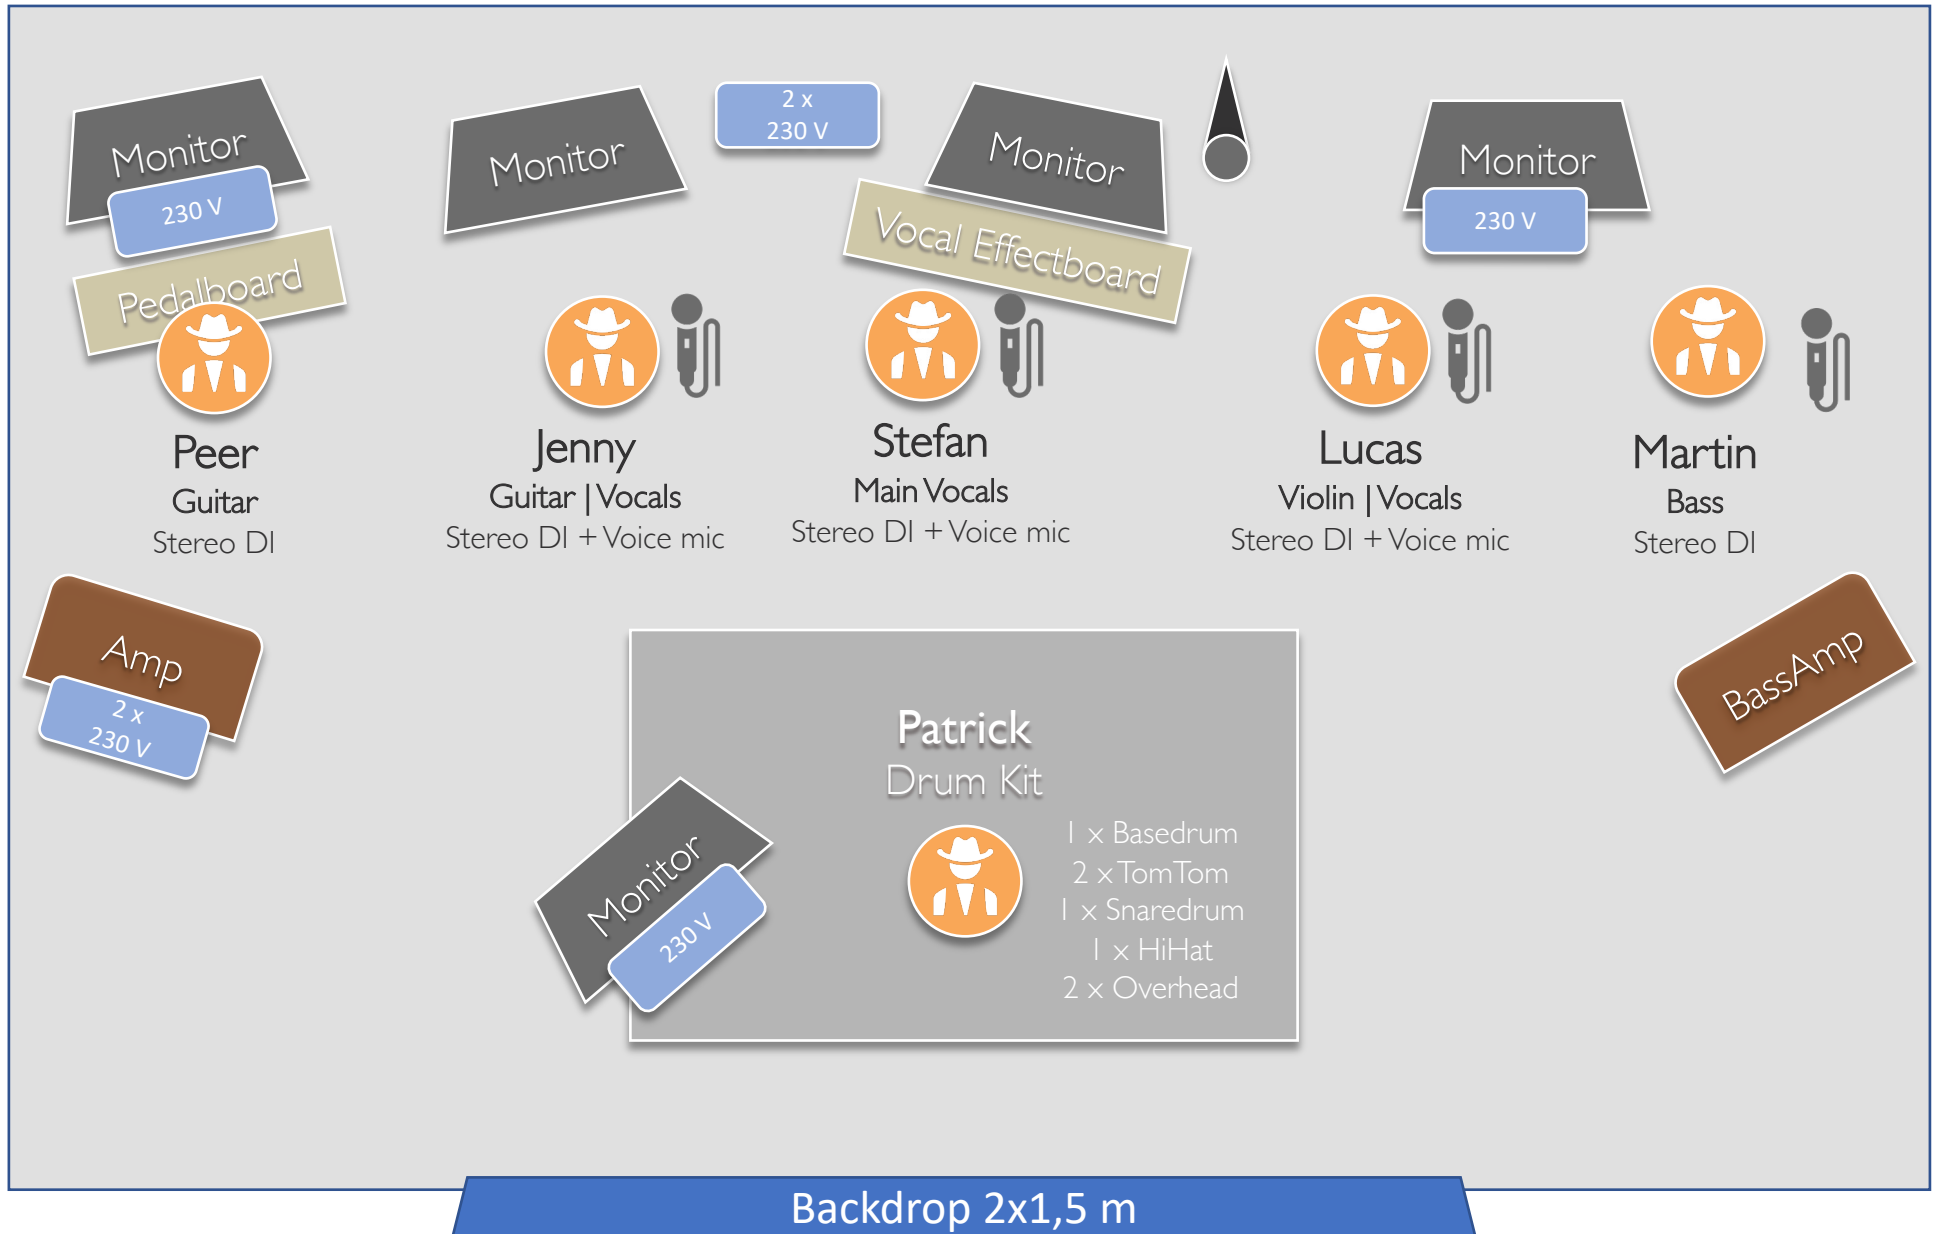 Monitor
230 V
Pedalboard
Monitor
2 x
230 V
Monitor
Vocal Effectboard
Monitor
230 V
Peer
Guitar
Stereo DI
Jenny
Guitar | Vocals
Stereo DI + Voice mic
Stefan
Main Vocals
Stereo DI + Voice mic
Lucas
Violin | Vocals
Stereo DI + Voice mic
Martin
Bass
Stereo DI
Amp
2 x
230 V
BassAmp
Patrick
Drum Kit
1 x Basedrum
2 x TomTom
1 x Snaredrum
1 x HiHat
2 x Overhead
Monitor
230 V
Backdrop 2x1,5 m